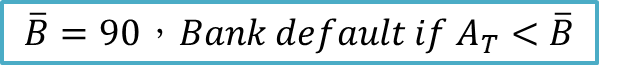 B̅ = 90，Bank default if A_T < B̅